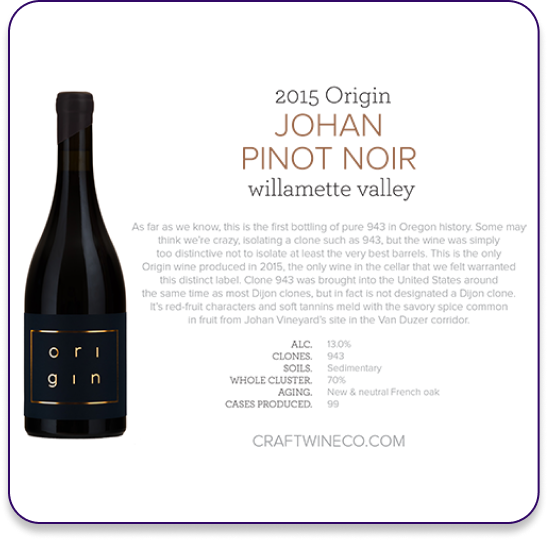 2015 Origin
JOHAN
PINOT NOIR
willamette valley
As far as we know, this is the first bottling of pure 943 in Oregon history. Some may
think we're crazy, isolating a clone such as 943, but the wine was simply
too distinctive not to isolate at least the very best barrels. This is the only
Origin wine produced in 2015, the only wine in the cellar that we felt warranted
this distinct label. Clone 943 was brought into the United States around
the same time as most Dijon clones, but in fact is not designated a Dijon clone.
It's red-fruit characters and soft tannins meld with the savory spice common
in fruit from Johan Vineyard's site in the Van Duzer corridor.
ALC. 13.0%
CLONES. 943
SOILS. Sedimentary
WHOLE CLUSTER. 70%
AGING. New & neutral French oak
CASES PRODUCED. 99
CRAFTWINECO.COM
ori
gin